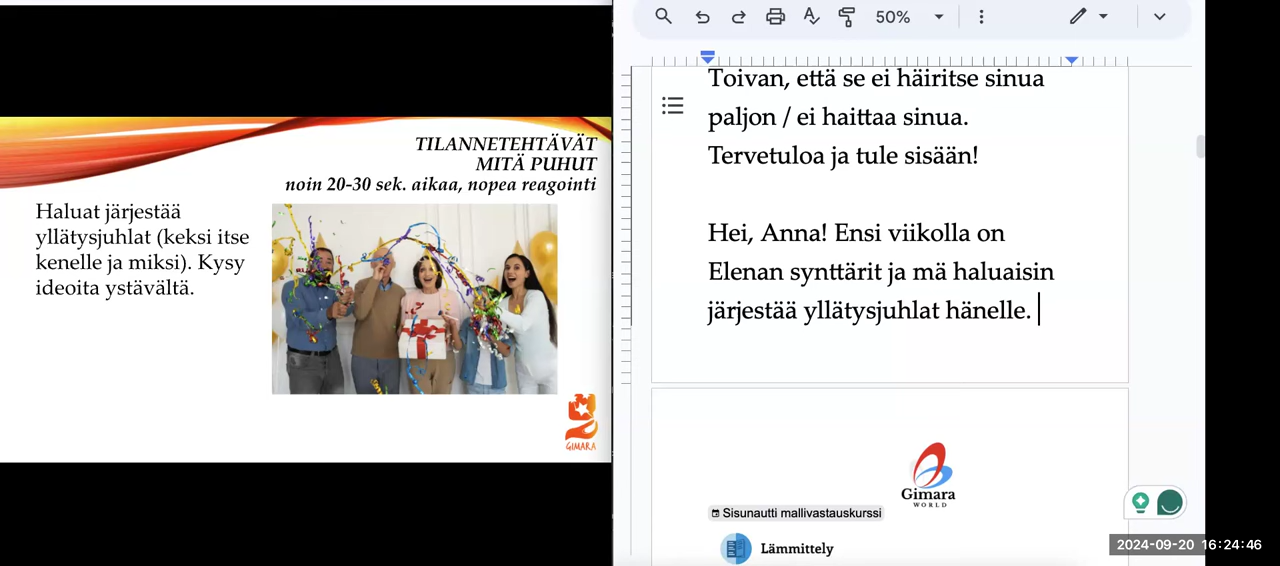 TILANNETEHTÄVÄT
MITÄ PUHUT
noin 20-30 sek. aikaa, nopea reagointi
Haluat järjestää
yllätysjuhlat (keksi itse
kenelle ja miksi). Kysy
ideoita ystävältä.
GIMARA
50%
Toivan, että se ei häiritse sinua
paljon / ei haittaa sinua.
Tervetuloa ja tule sisään!
Hei, Anna! Ensi viikolla on
Elenan synttärit ja mä haluaisin
järjestää yllätysjuhlat hänelle.
Gimara
WORLD
Sisunautti mallivastauskurssi
Lämmittely
2024-09-20 16:24:46